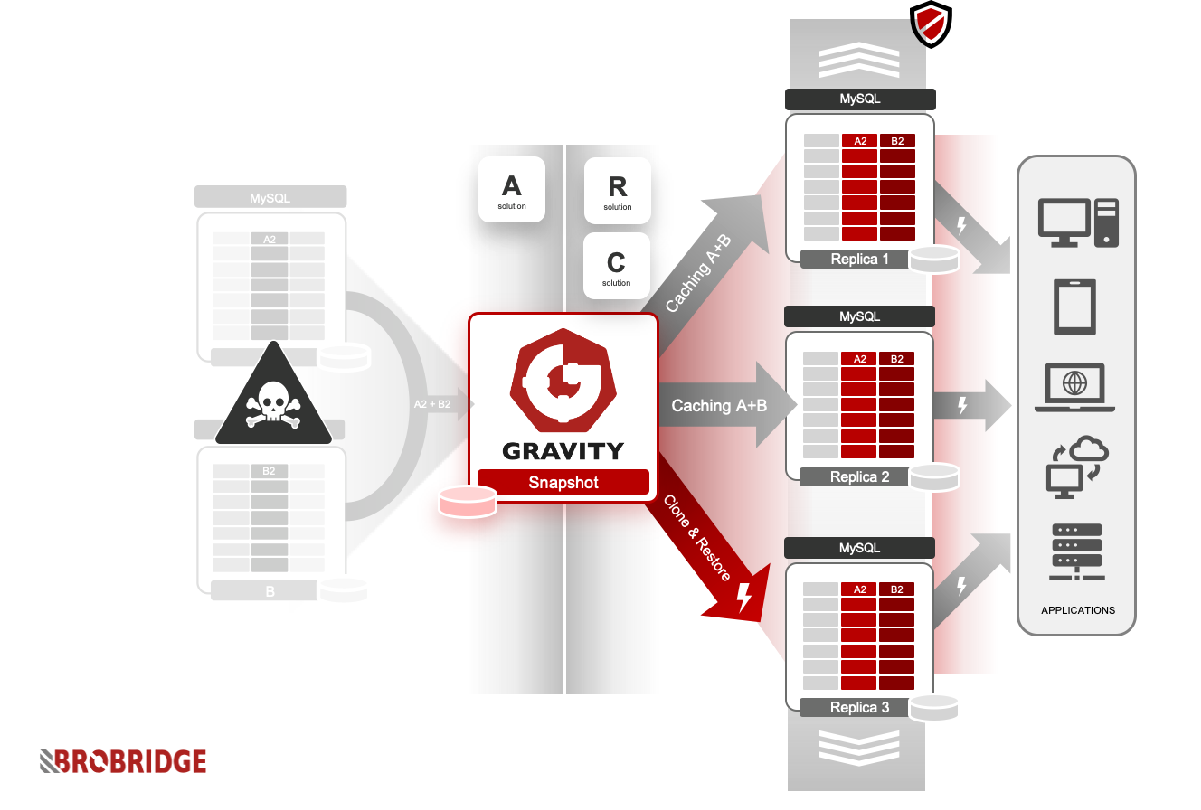 MySQL
A2
B2
B
A2 + B2
A
solution
R
solution
C
solution
GRAVITY
Snapshot
Caching A+B
Caching A+B
Clone & Restore
MySQL
A2 B2
Replica 1
MySQL
A2 B2
Replica 2
MySQL
A2 B2
Replica 3
APPLICATIONS
BROBRIDGE